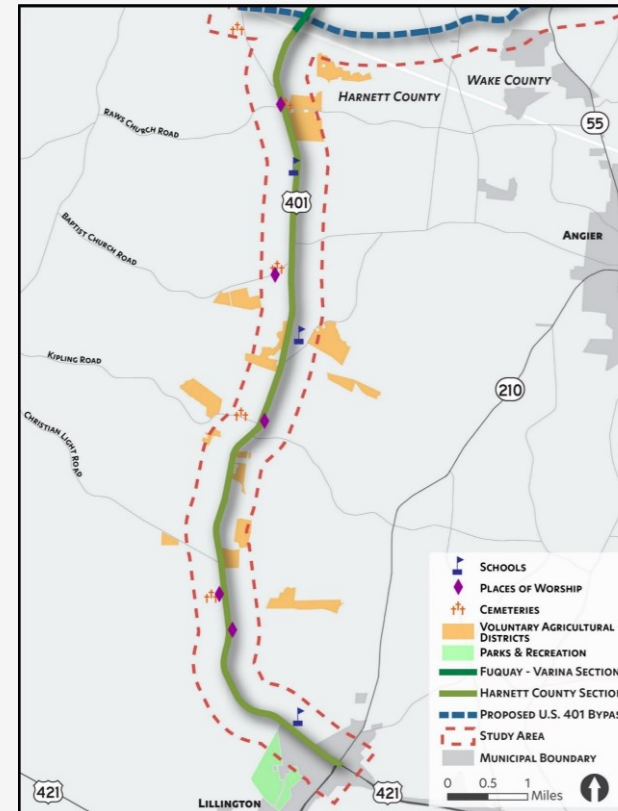 WAKE COUNTY
HARNETT COUNTY
55
RAWS CHURCH ROAD
401
BAPTIST CHURCH ROAD
ANGIER
KIPLING ROAD
210
CHRISTIAN LIGHT ROAD
SCHOOLS
PLACES OF WORSHIP
CEMETERIES
VOLUNTARY AGRICULTURAL
DISTRICTS
PARKS & RECREATION
FUQUAY - VARINA SECTION
HARNETT COUNTY SECTION
PROPOSED U.S. 401 BYPASS
STUDY AREA
MUNICIPAL BOUNDARY
0 0.5 1
Miles
421
421
LILLINGTON